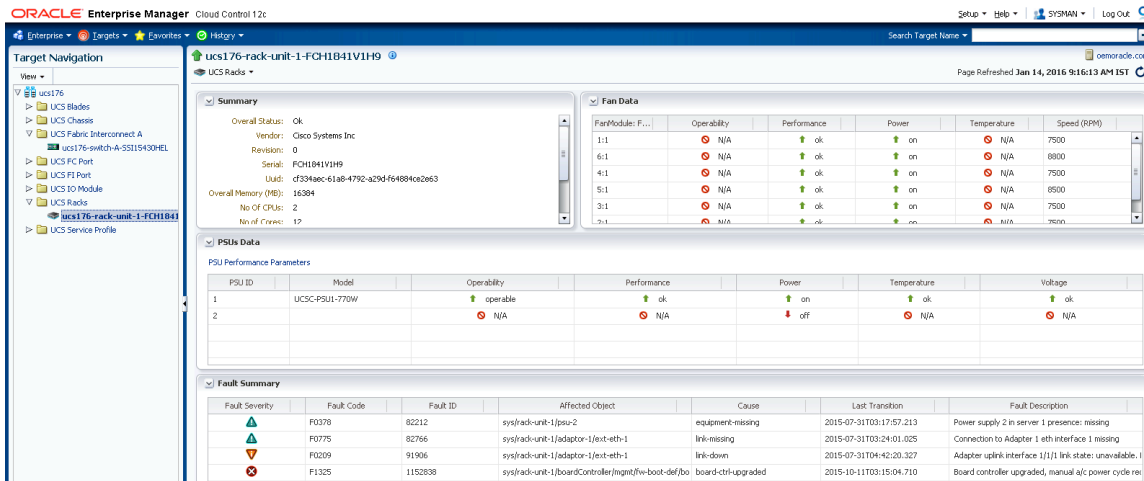 ORACLE Enterprise Manager Cloud Control 12c
Setup Help SYSMAN Log Out
Enterprise Targets Favorites History
Search Target Name
Target Navigation
View
ucs176
UCS Blades
UCS Chassis
UCS Fabric Interconnect A
ucs176-switch-A-SSI15430HEL
UCS FC Port
UCS FI Port
UCS IO Module
UCS Racks
ucs176-rack-unit-1-FCH1841
UCS Service Profile
ucs176-rack-unit-1-FCH1841V1H9
oemoracle.co
UCS Racks
Page Refreshed Jan 14, 2016 9:16:13 AM IST
Summary
Overall Status: Ok
Vendor: Cisco Systems Inc
Revision: 0
Serial: FCH1841V1H9
Uuid: cf334aec-61a8-4792-a29d-f64884ce2e63
Overall Memory (MB): 16384
No Of CPUs: 2
No of Cores: 12
Fan Data
FanModule: F... Operability Performance Power Temperature Speed (RPM)
1:1 N/A ok on N/A 7500
6:1 N/A ok on N/A 8800
4:1 N/A ok on N/A 7500
5:1 N/A ok on N/A 8500
3:1 N/A ok on N/A 7500
2:1 N/A ok on N/A 7500
PSUs Data
PSU Performance Parameters
PSU ID Model Operability Performance Power Temperature Voltage
1 UCSC-PSU1-770W operable ok on ok ok
2 N/A N/A off N/A N/A
Fault Summary
Fault Severity Fault Code Fault ID Affected Object Cause Last Transition Fault Description
F0378 82212 sys/rack-unit-1/psu-2 equipment-missing 2015-07-31T03:17:57.213 Power supply 2 in server 1 presence: missing
F0775 82766 sys/rack-unit-1/adaptor-1/ext-eth-1 link-missing 2015-07-31T03:24:01.025 Connection to Adapter 1 eth interface 1 missing
F0209 91906 sys/rack-unit-1/adaptor-1/ext-eth-1 link-down 2015-07-31T04:42:20.327 Adapter uplink interface 1/1/1 link state: unavailable.
F1325 1152838 sys/rack-unit-1/boardController/mgmt/fw-boot-def/bo board-ctrl-upgraded 2015-10-11T03:15:04.710 Board controller upgraded, manual a/c power cycle rec